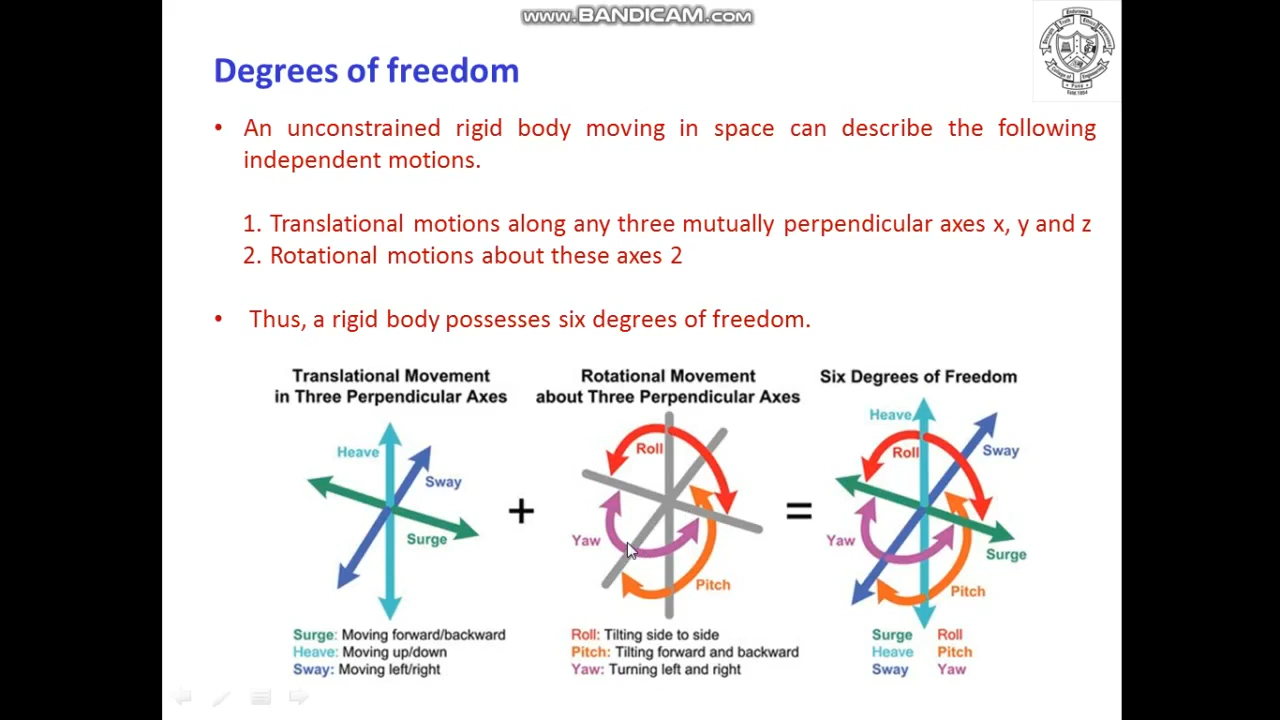 www.BANDICAM.com
Degrees of freedom
• An unconstrained rigid body moving in space can describe the following
independent motions.
1. Translational motions along any three mutually perpendicular axes x, y and z
2. Rotational motions about these axes 2
• Thus, a rigid body possesses six degrees of freedom.
Translational Movement
in Three Perpendicular Axes
Heave
Sway
Surge
Surge: Moving forward/backward
Heave: Moving up/down
Sway: Moving left/right
+
Rotational Movement
about Three Perpendicular Axes
Roll
Yaw
Pitch
Roll: Tilting side to side
Pitch: Tilting forward and backward
Yaw: Turning left and right
=
Six Degrees of Freedom
Heave
Roll
Sway
Yaw
Surge
Pitch
Surge Roll
Heave Pitch
Sway Yaw